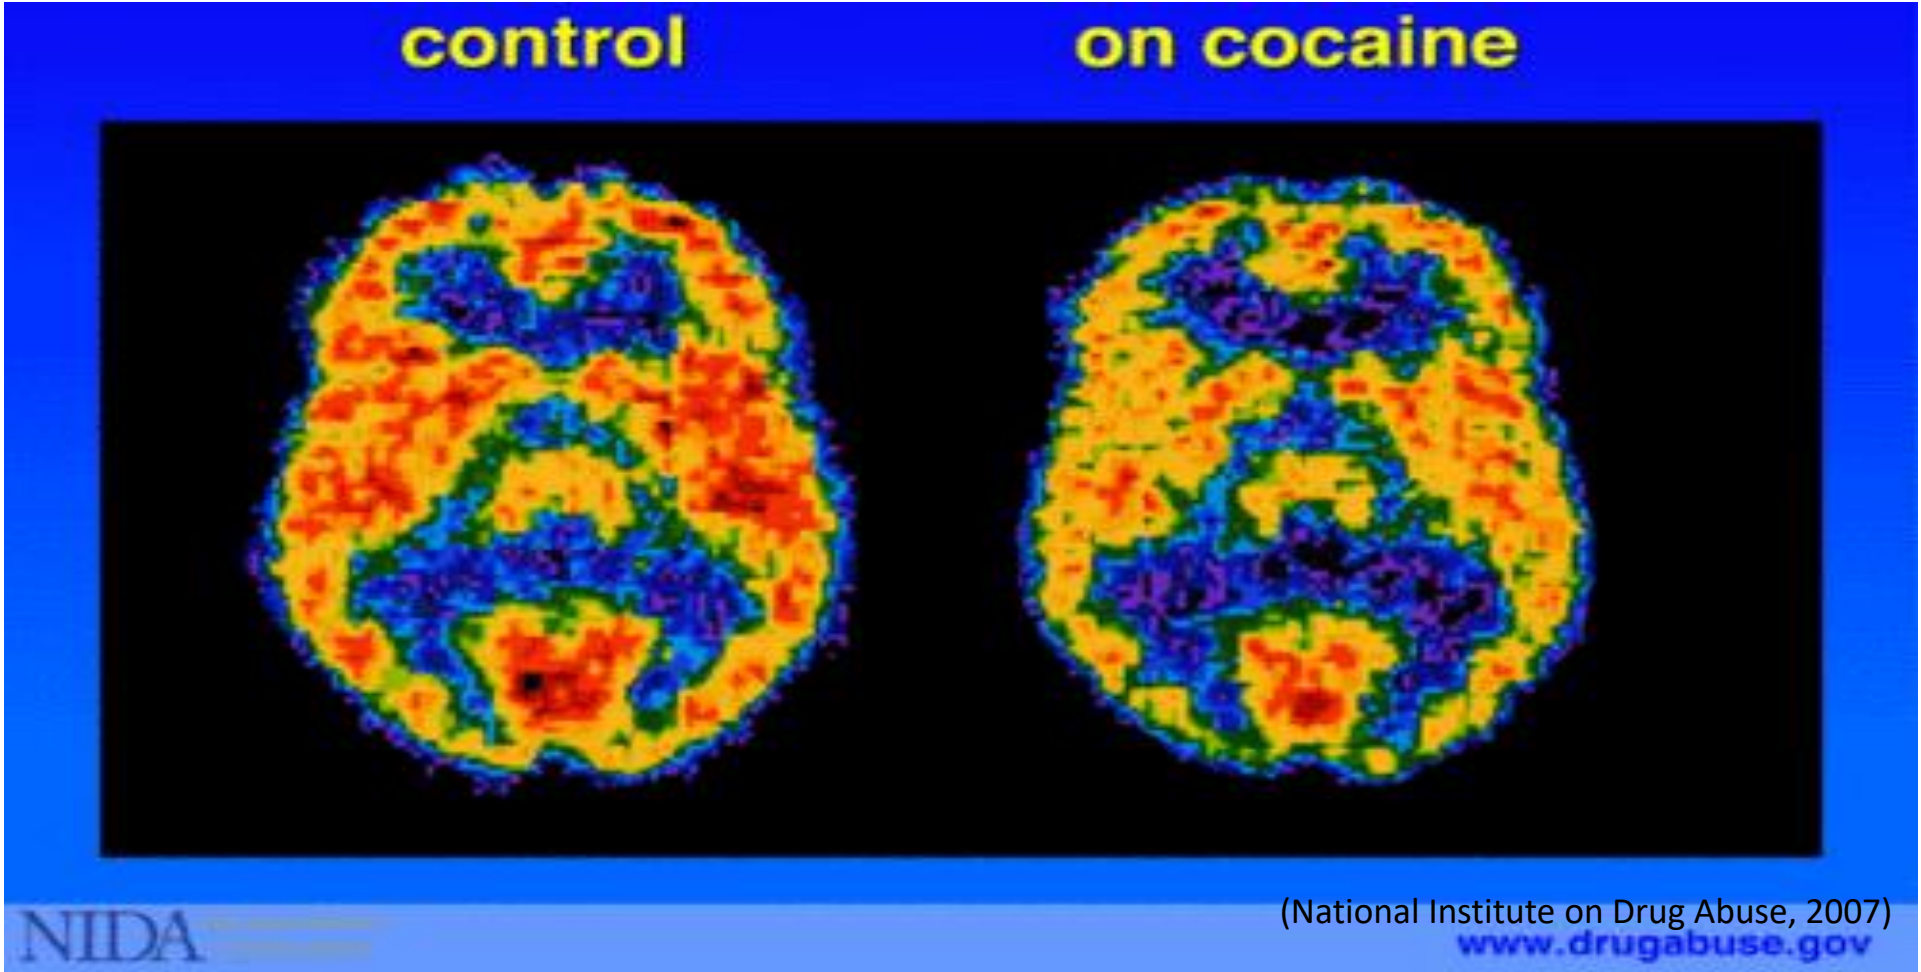 control
on cocaine
(National Institute on Drug Abuse, 2007)
NIDA
www.drugabuse.gov